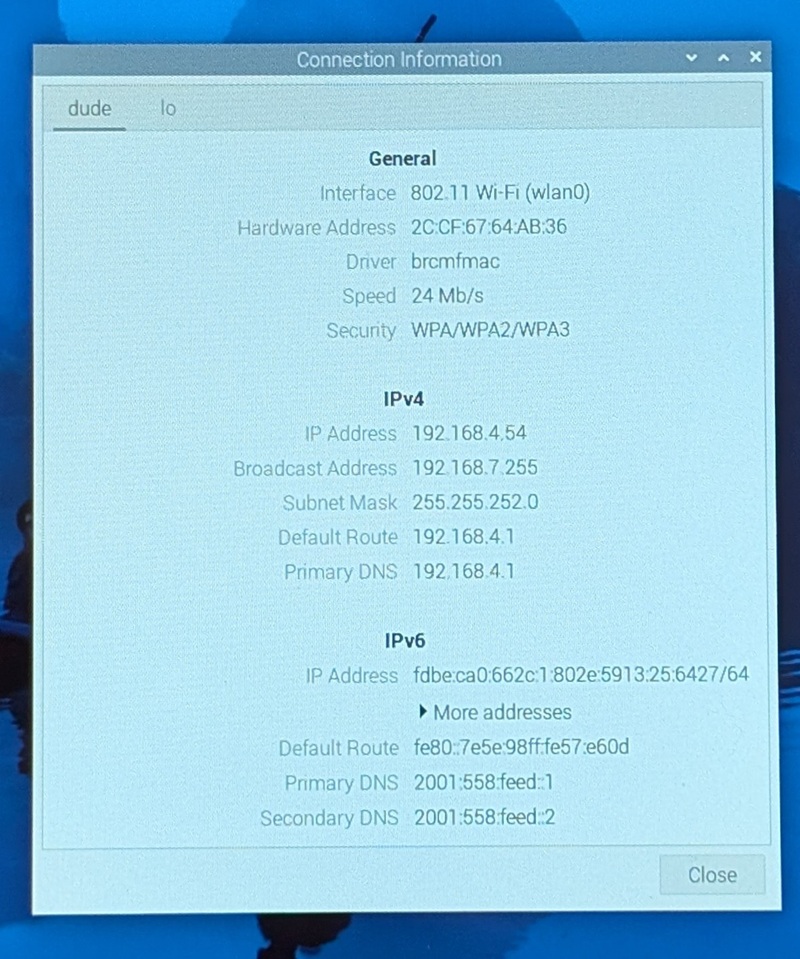 Connection Information
dude lo
General
Interface 802.11 Wi-Fi (wlan0)
Hardware Address 2C:CF:67:64:AB:36
Driver brcmfmac
Speed 24 Mb/s
Security WPA/WPA2/WPA3
IPv4
IP Address 192.168.4.54
Broadcast Address 192.168.7.255
Subnet Mask 255.255.252.0
Default Route 192.168.4.1
Primary DNS 192.168.4.1
IPv6
IP Address fdbe:ca0:662c:1:802e:5913:25:6427/64
More addresses
Default Route fe80::7e5e:98ff:fe57:e60d
Primary DNS 2001:558:feed::1
Secondary DNS 2001:558:feed::2
Close